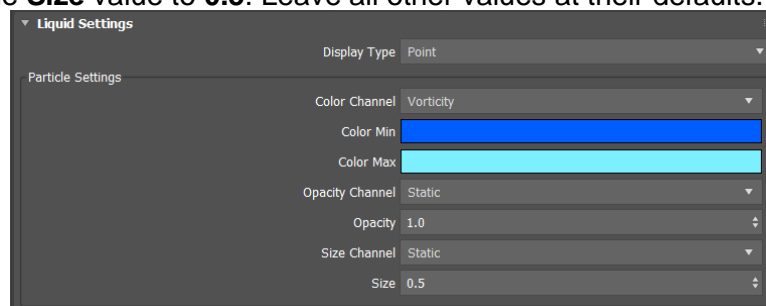 Size value to 0.5. Leave all other values at their defaults.
Liquid Settings
Display Type Point
Particle Settings
Color Channel Vorticity
Color Min
Color Max
Opacity Channel Static
Opacity 1.0
Size Channel Static
Size 0.5